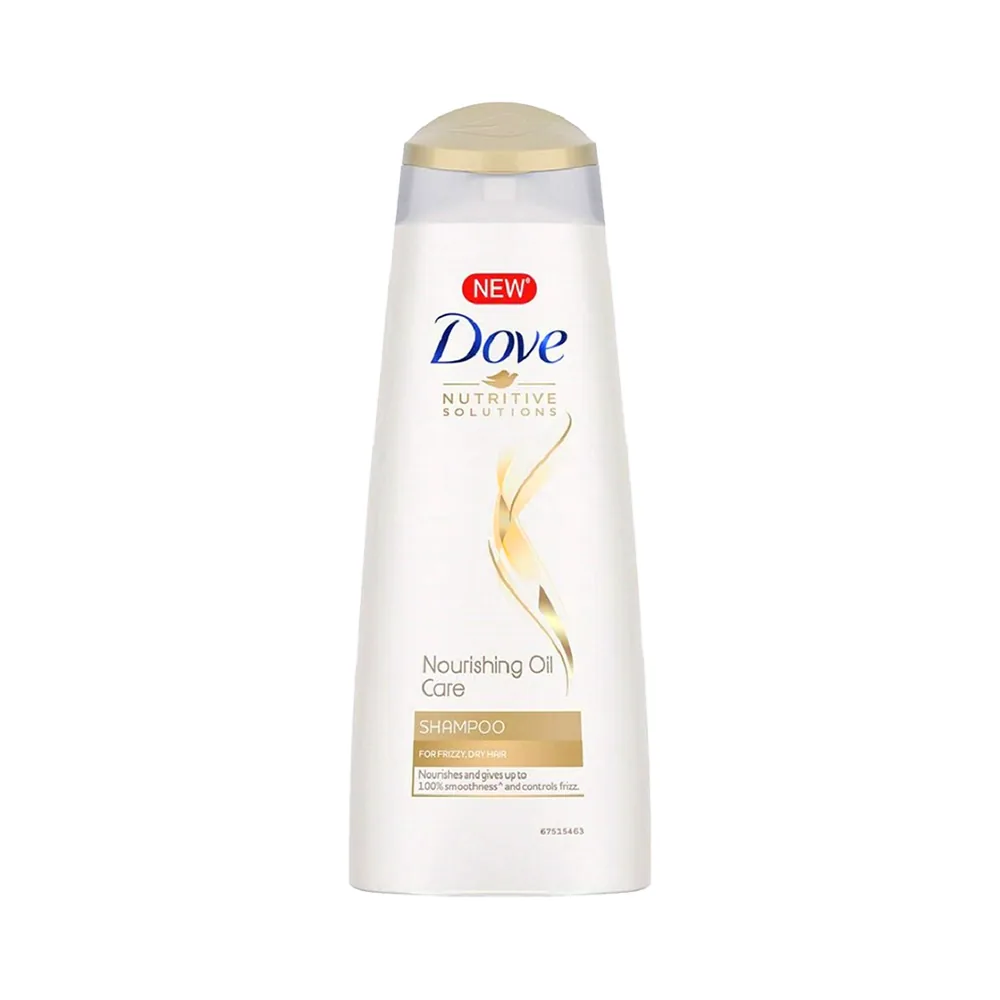 NEW*
Dove
NUTRITIVE
SOLUTIONS
Nourishing Oil
Care
SHAMPOO
FOR FRIZZY, DRY HAIR
Nourishes and gives up to
100% smoothness^ and controls frizz.
67515463